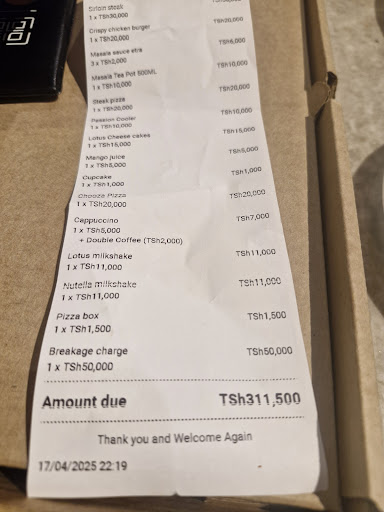 Sirloin steak
1 x TSh30,000
Crispy chicken burger TSh20,000
1 x TSh20,000
Masala sauce xtra TSh6,000
3 x TSh2,000
Masala Tea Pot 500ML TSh10,000
1 x TSh10,000
Steak pizza TSh20,000
Passion Cooler TSh10,000
1 x TSh10,000
Lotus Cheese cakes TSh15,000
1 x TSh15,000
Mango juice TSh5,000
1 x TSh5,000
Cupcake TSh1,000
1 x TSh1,000
Chooze Pizza TSh20,000
1 x TSh20,000
Cappuccino TSh7,000
1 x TSh5,000
+ Double Coffee (TSh2,000)
Lotus milkshake TSh11,000
1 x TSh11,000
Nutella milkshake TSh11,000
1 x TSh11,000
Pizza box TSh1,500
1 x TSh1,500
Breakage charge TSh50,000
1 x TSh50,000
Amount due TSh311,500
Thank you and Welcome Again
17/04/2025 22:19